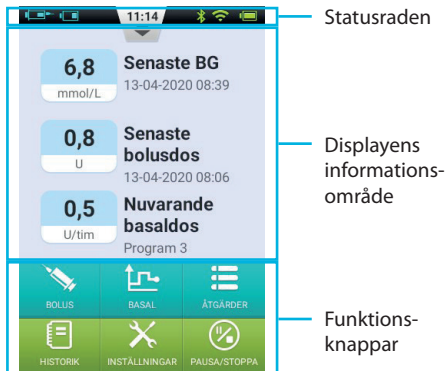 11:14
Statusraden
6,8
mmol/L
Senaste BG
13-04-2020 08:39
0,8
U
Senaste
bolusdos
13-04-2020 08:06
0,5
U/tim
Nuvarande
basaldos
Program 3
Displayens
informations-
område
BOLUS
BASAL
ÅTGÄRDER
HISTORIK
INSTÄLLNINGAR
PAUSA/STOPPA
Funktions-
knappar